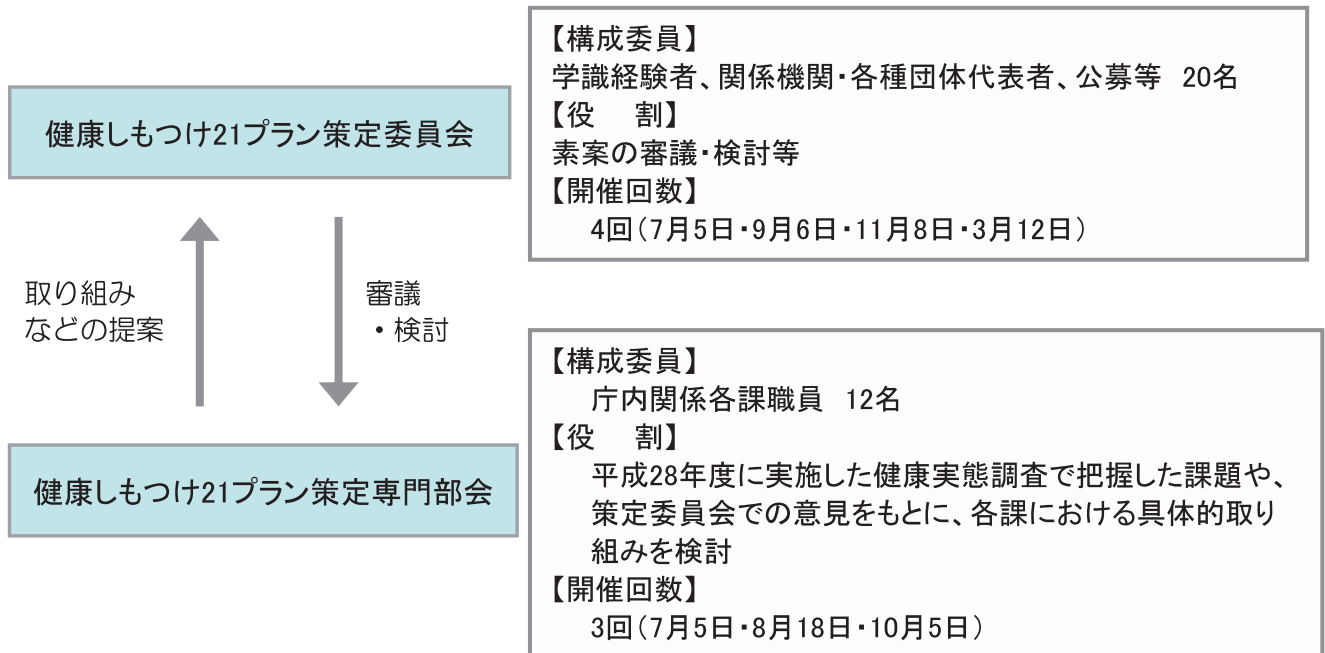 健康しもつけ21プラン策定委員会
【構成委員】
学識経験者、関係機関・各種団体代表者、公募等 20名
【役　割】
素案の審議・検討等
【開催回数】
4回(7月5日・9月6日・11月8日・3月12日)
取り組み
などの提案
審議
・検討
健康しもつけ21プラン策定専門部会
【構成委員】
庁内関係各課職員 12名
【役　割】
平成28年度に実施した健康実態調査で把握した課題や、
策定委員会での意見をもとに、各課における具体的取り
組みを検討
【開催回数】
3回(7月5日・8月18日・10月5日)